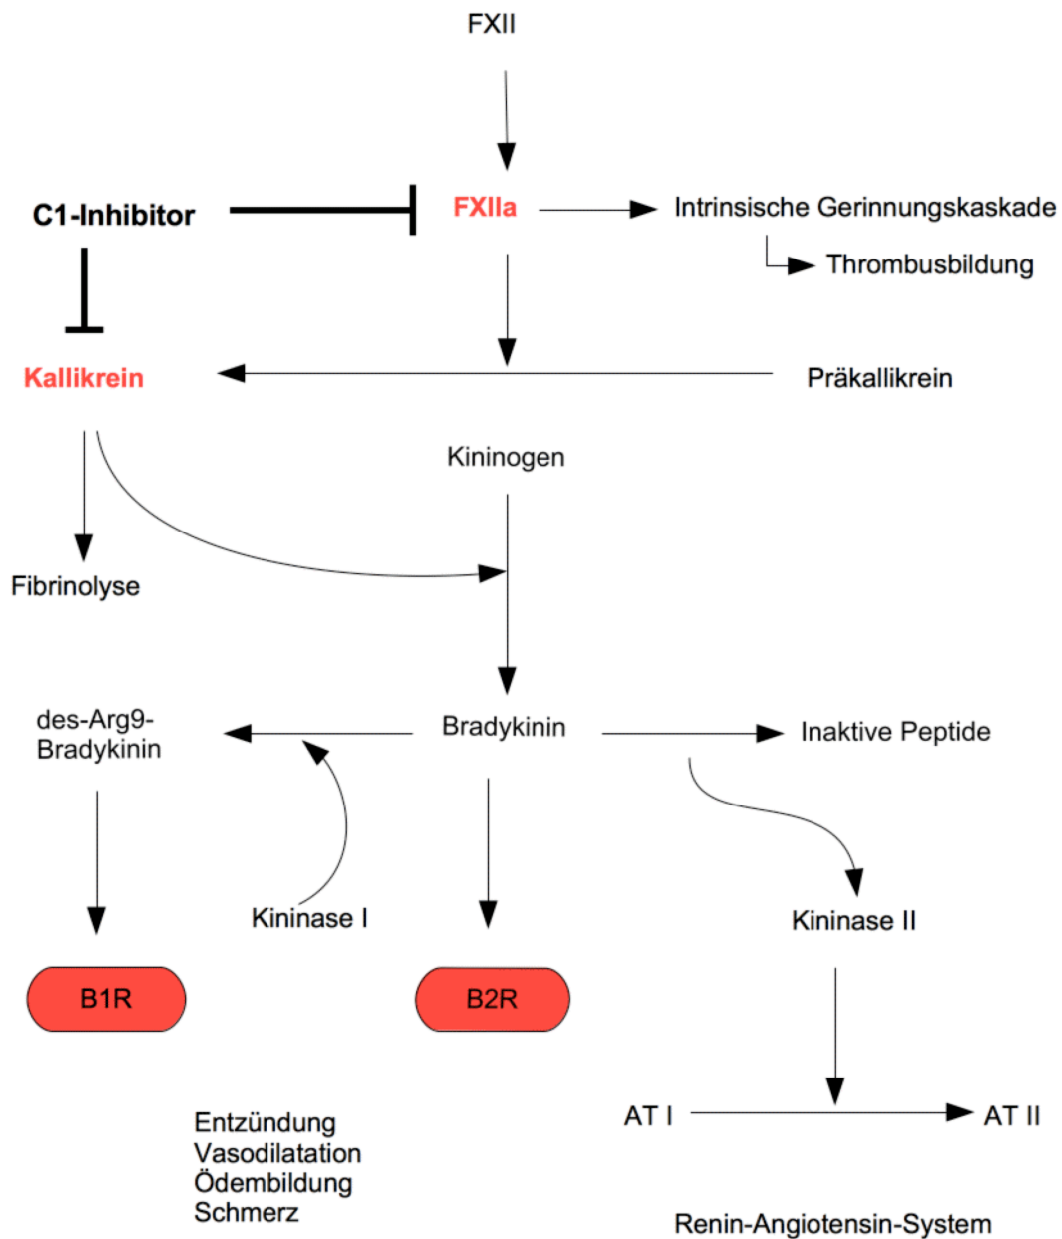 FXII
C1-Inhibitor
FXIIa
Intrinsische Gerinnungskaskade
Thrombusbildung
Kallikrein
Präkallikrein
Kininogen
Fibrinolyse
des-Arg9-
Bradykinin
Bradykinin
Inaktive Peptide
Kininase I
Kininase II
B1R
B2R
AT I
AT II
Entzündung
Vasodilatation
Ödembildung
Schmerz
Renin-Angiotensin-System